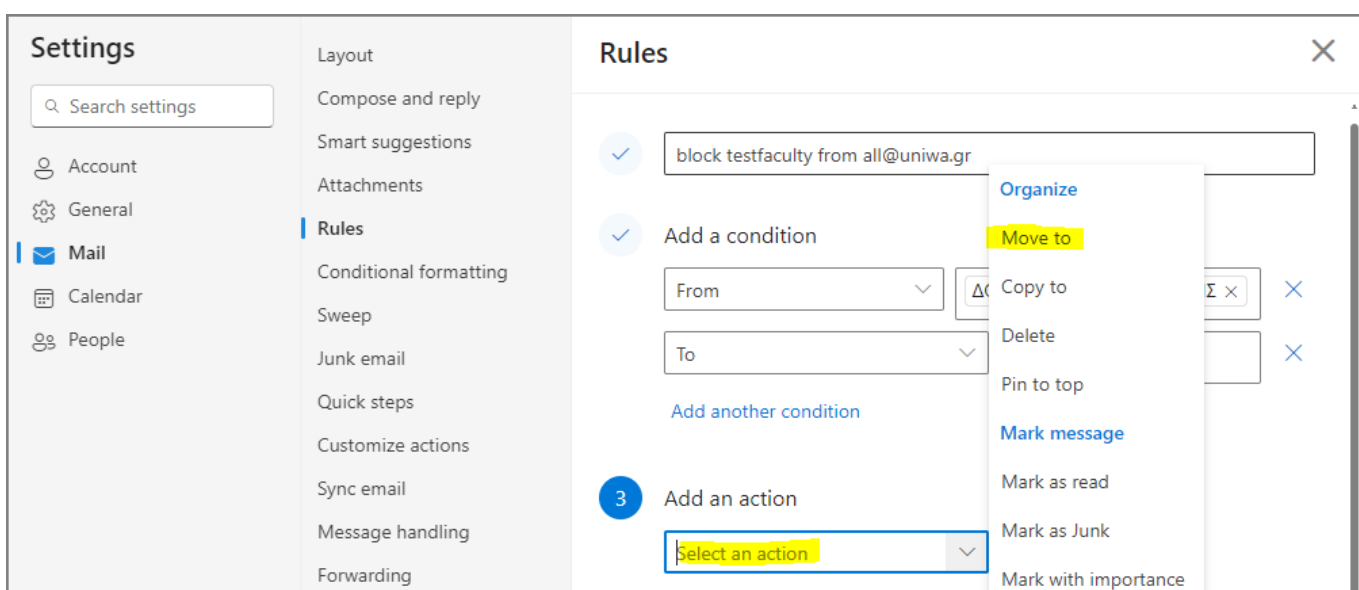 Settings
Search settings
Account
General
Mail
Calendar
People
Layout
Compose and reply
Smart suggestions
Attachments
Rules
Conditional formatting
Sweep
Junk email
Quick steps
Customize actions
Sync email
Message handling
Forwarding
Rules
block testfaculty from all@uniwa.gr
Add a condition
From
To
Add another condition
3 Add an action
Select an action
Organize
Move to
Copy to
Delete
Pin to top
Mark message
Mark as read
Mark as Junk
Mark with importance